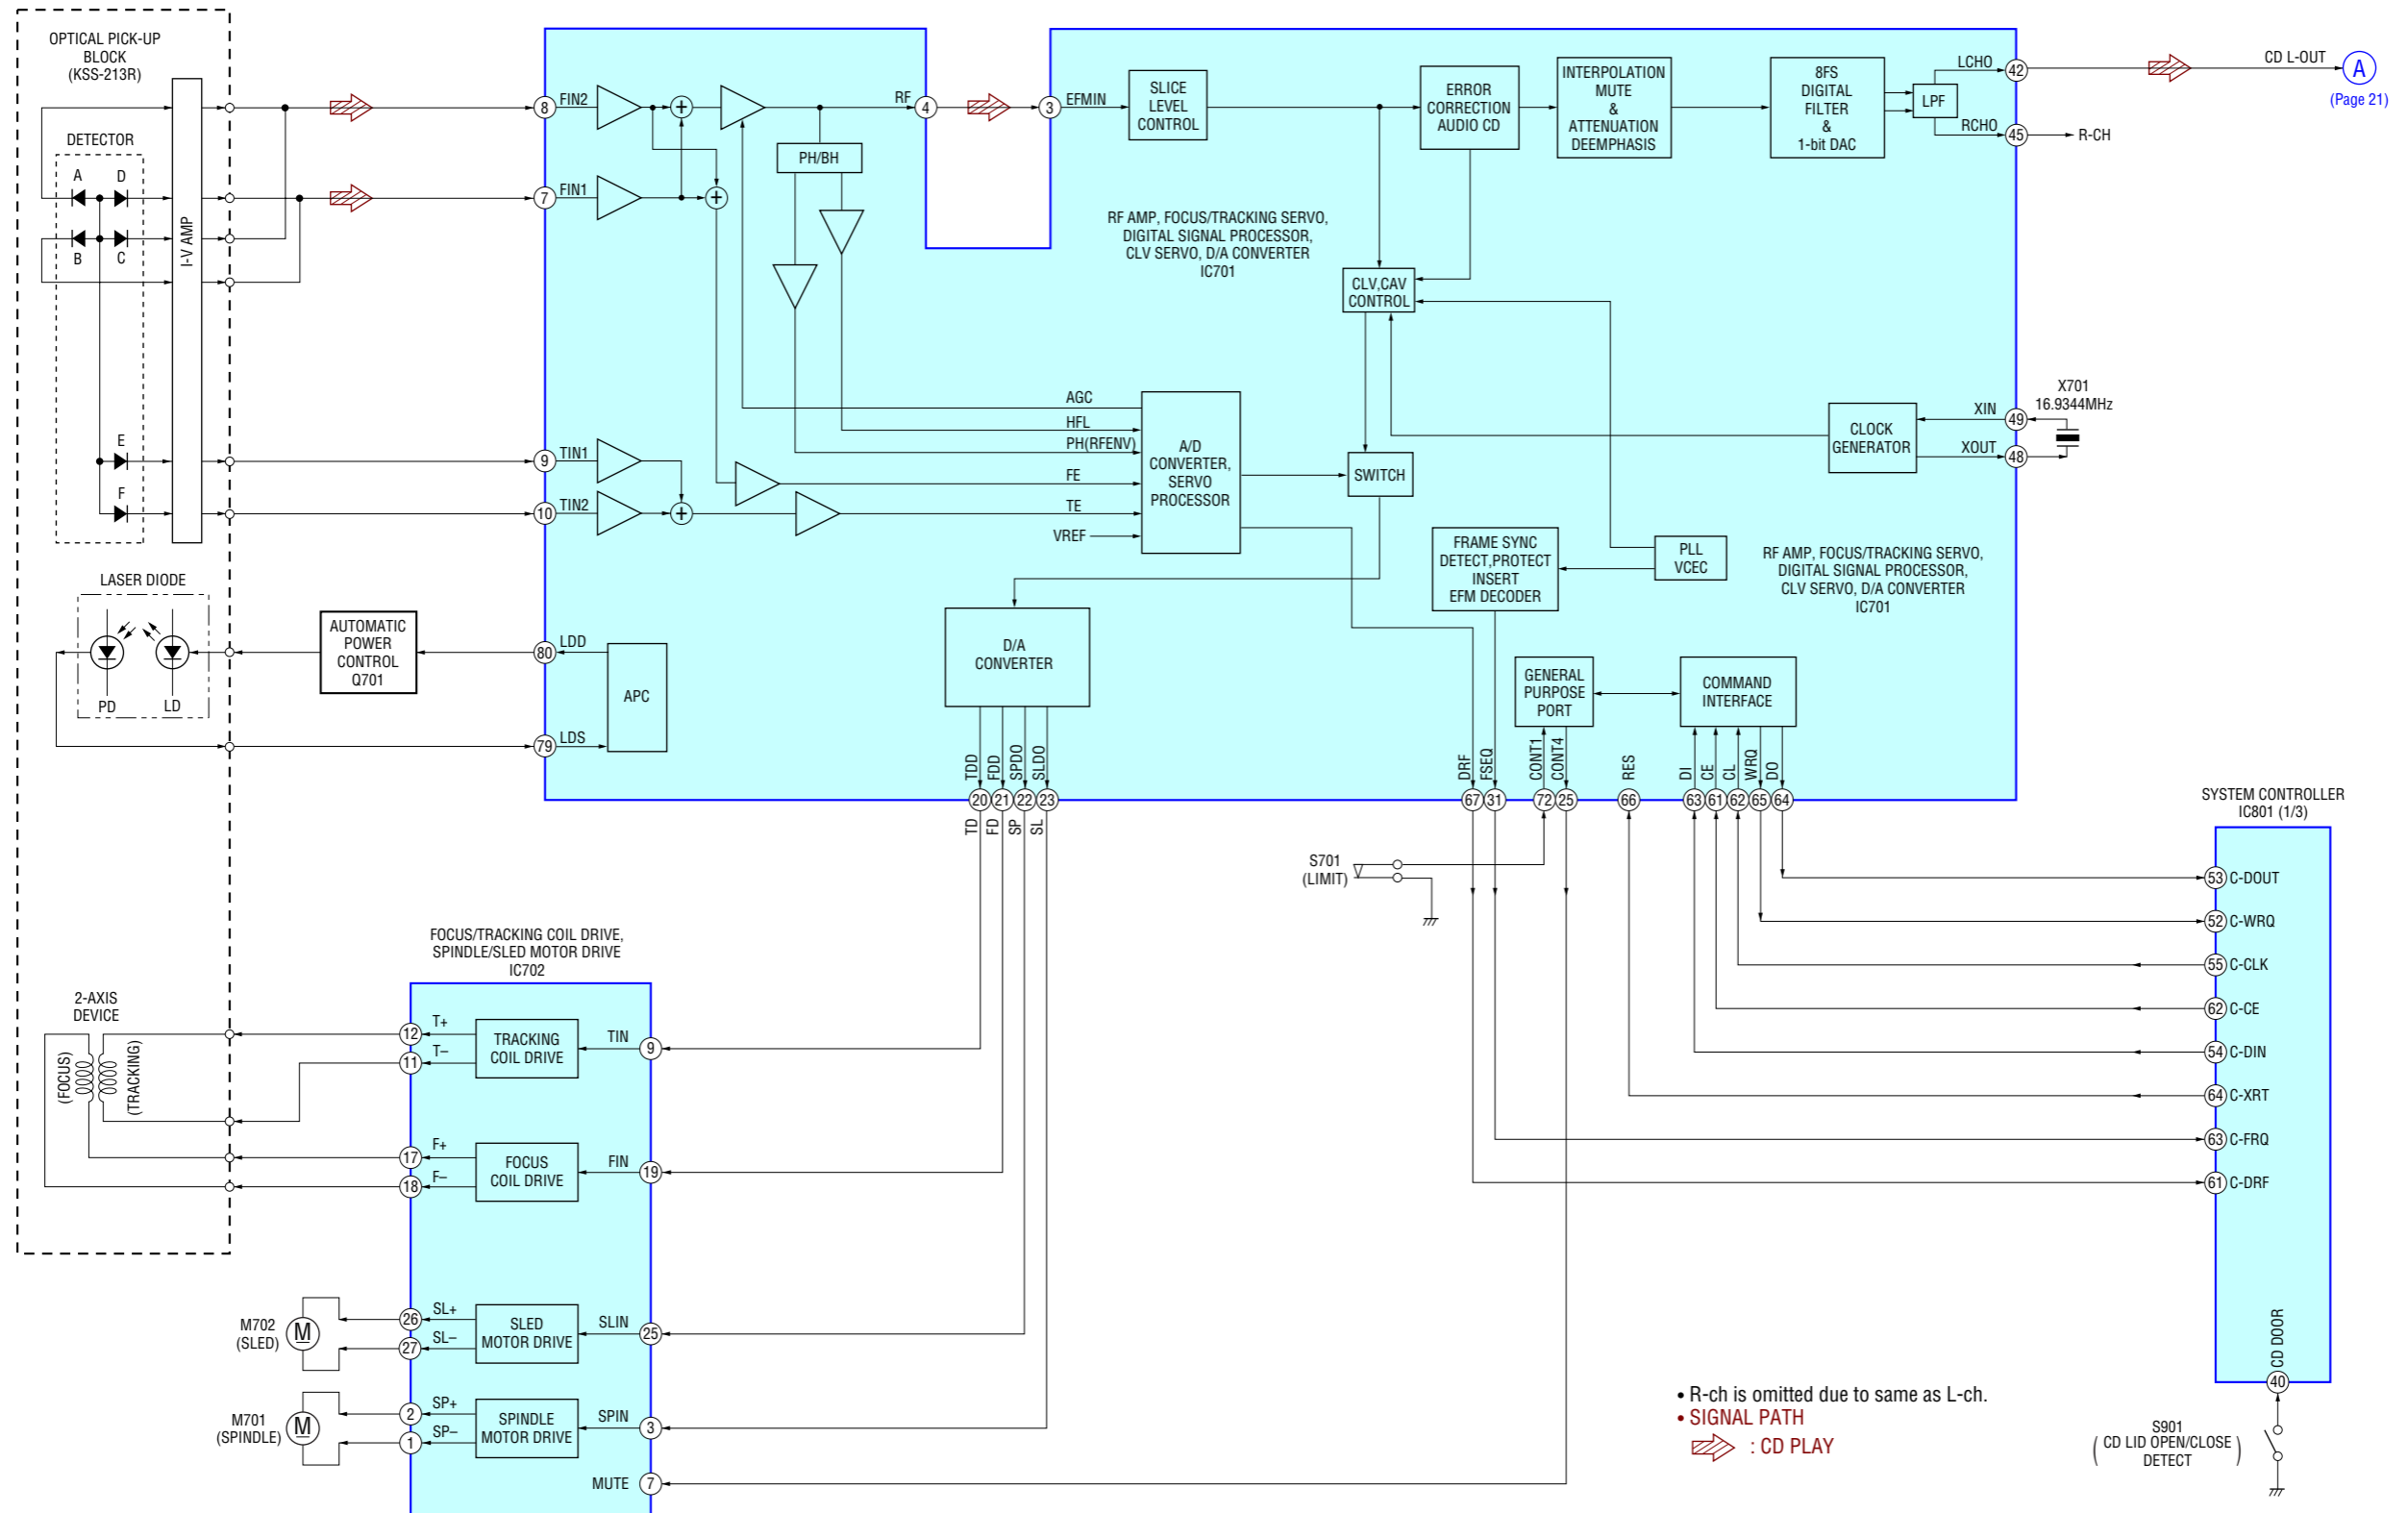 OPTICAL PICK-UP
BLOCK
(KSS-213R)
DETECTOR
A
D
B
C
E
F
I-V AMP
LASER DIODE
PD
LD
AUTOMATIC
POWER
CONTROL
Q701
2-AXIS
DEVICE
(FOCUS)
(TRACKING)
8
FIN2
7
FIN1
9
TIN1
10
TIN2
80
LDD
79
LDS
APC
PH/BH
RF
4
3
EFMIN
SLICE
LEVEL
CONTROL
ERROR
CORRECTION
AUDIO CD
INTERPOLATION
MUTE
&
ATTENUATION
DEEMPHASIS
8FS
DIGITAL
FILTER
&
1-bit DAC
LPF
LCHO
42
RCHO
45
R-CH
CD L-OUT
A
(Page 21)
RF AMP, FOCUS/TRACKING SERVO,
DIGITAL SIGNAL PROCESSOR,
CLV SERVO, D/A CONVERTER
IC701
CLV,CAV
CONTROL
AGC
HFL
PH(RFENV)
FE
TE
VREF
A/D
CONVERTER,
SERVO
PROCESSOR
SWITCH
CLOCK
GENERATOR
XIN
49
XOUT
48
X701
16.9344MHz
FRAME SYNC
DETECT,PROTECT
INSERT
EFM DECODER
PLL
VCEC
RF AMP, FOCUS/TRACKING SERVO,
DIGITAL SIGNAL PROCESSOR,
CLV SERVO, D/A CONVERTER
IC701
D/A
CONVERTER
GENERAL
PURPOSE
PORT
COMMAND
INTERFACE
TDD
FDD
SPDO
SLDO
DRF
FSEQ
CONT1
CONT4
RES
DI
CE
CL
WRQ
DO
20
21
22
23
67
31
72
25
66
63
61
62
65
64
TD
FD
SP
SL
S701
(LIMIT)
SYSTEM CONTROLLER
IC801 (1/3)
53
C-DOUT
52
C-WRQ
55
C-CLK
62
C-CE
54
C-DIN
64
C-XRT
63
C-FRQ
61
C-DRF
CD DOOR
40
S901
( CD LID OPEN/CLOSE )
DETECT
FOCUS/TRACKING COIL DRIVE,
SPINDLE/SLED MOTOR DRIVE
IC702
12
T+
11
T–
TRACKING
COIL DRIVE
TIN
9
17
F+
18
F–
FOCUS
COIL DRIVE
FIN
19
M702
(SLED)
M
26
SL+
27
SL–
SLED
MOTOR DRIVE
SLIN
25
M701
(SPINDLE)
M
2
SP+
1
SP–
SPINDLE
MOTOR DRIVE
SPIN
3
MUTE
7
• R-ch is omitted due to same as L-ch.
• SIGNAL PATH
: CD PLAY